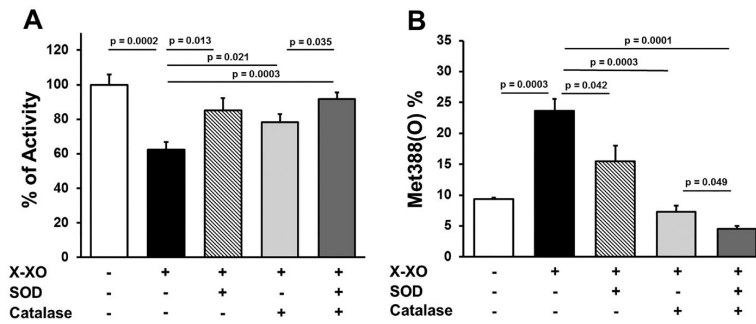 A
p = 0.0002 p = 0.013 p = 0.035
p = 0.021
p = 0.0003
% of Activity
120
100
80
60
40
20
0
X-XO - + + + +
SOD - - + - +
Catalase - - - + +
B
p = 0.0001
p = 0.0003
p = 0.0003 p = 0.042
p = 0.049
Met388(O) %
35
30
25
20
15
10
5
0
X-XO - + + + +
SOD - - + - +
Catalase - - - + +